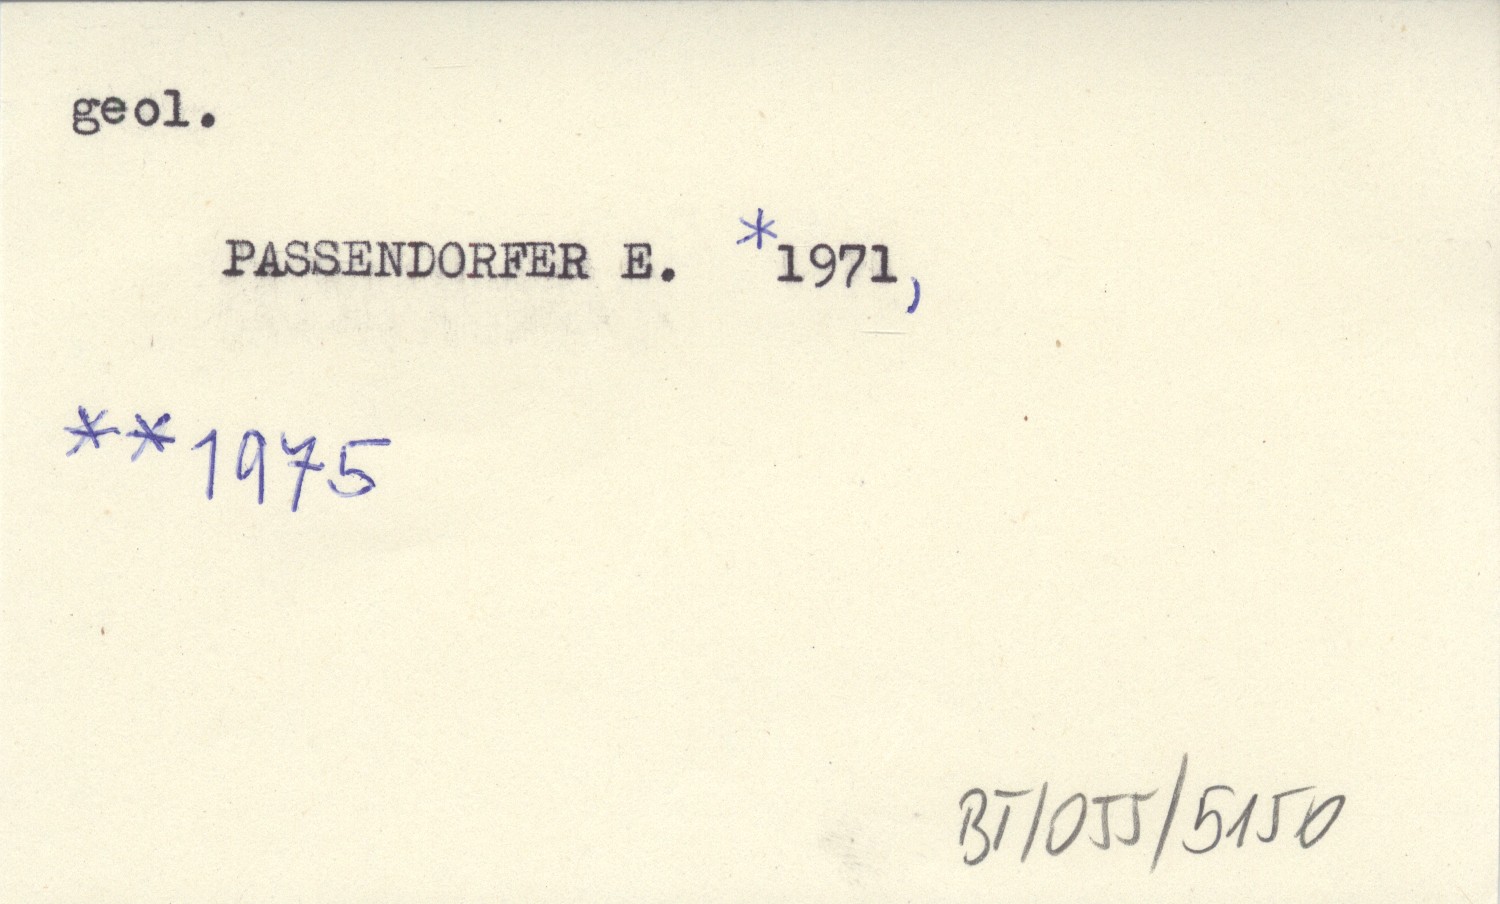 geol.
PASSENDORFER E. *1971,
**1975
BT/055/5150